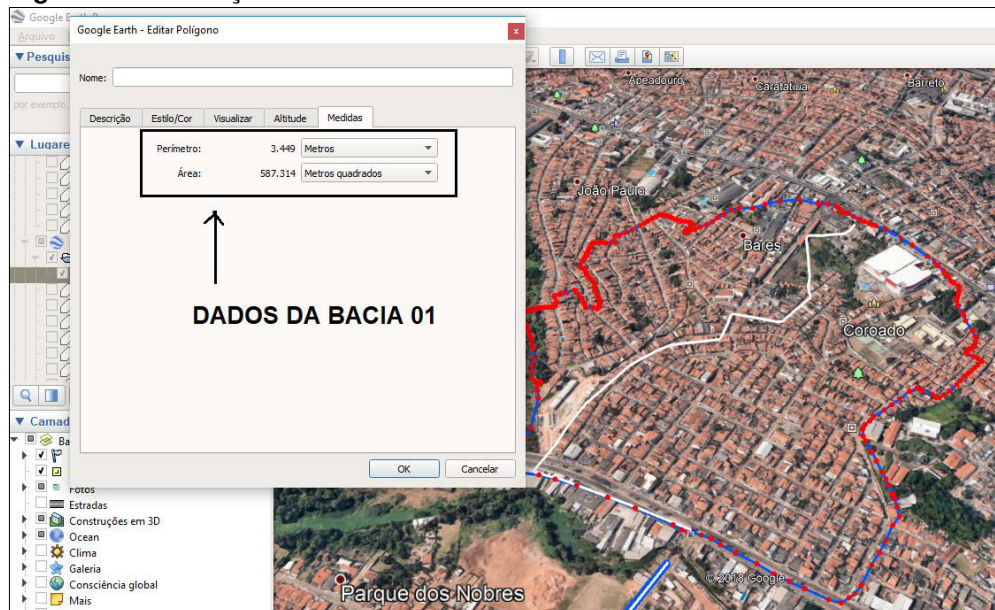 Google E
Google Earth - Editar Polígono
x
Arquivo
Pesquis
Nome:
por exemplo,
Descrição Estilo/Cor Visualizar Altitude Medidas
Perímetro: 3.449 Metros
Área: 587.314 Metros quadrados
Lugare
DADOS DA BACIA 01
OK Cancelar
Camad
Ba
Fotos
Estradas
Construções em 3D
Ocean
Clima
Galeria
Consciência global
Mais
Apeadouro
Caratatiua
Barreto
João Paulo
Bares
Coroado
©2018 Google
Parque dos Nobres